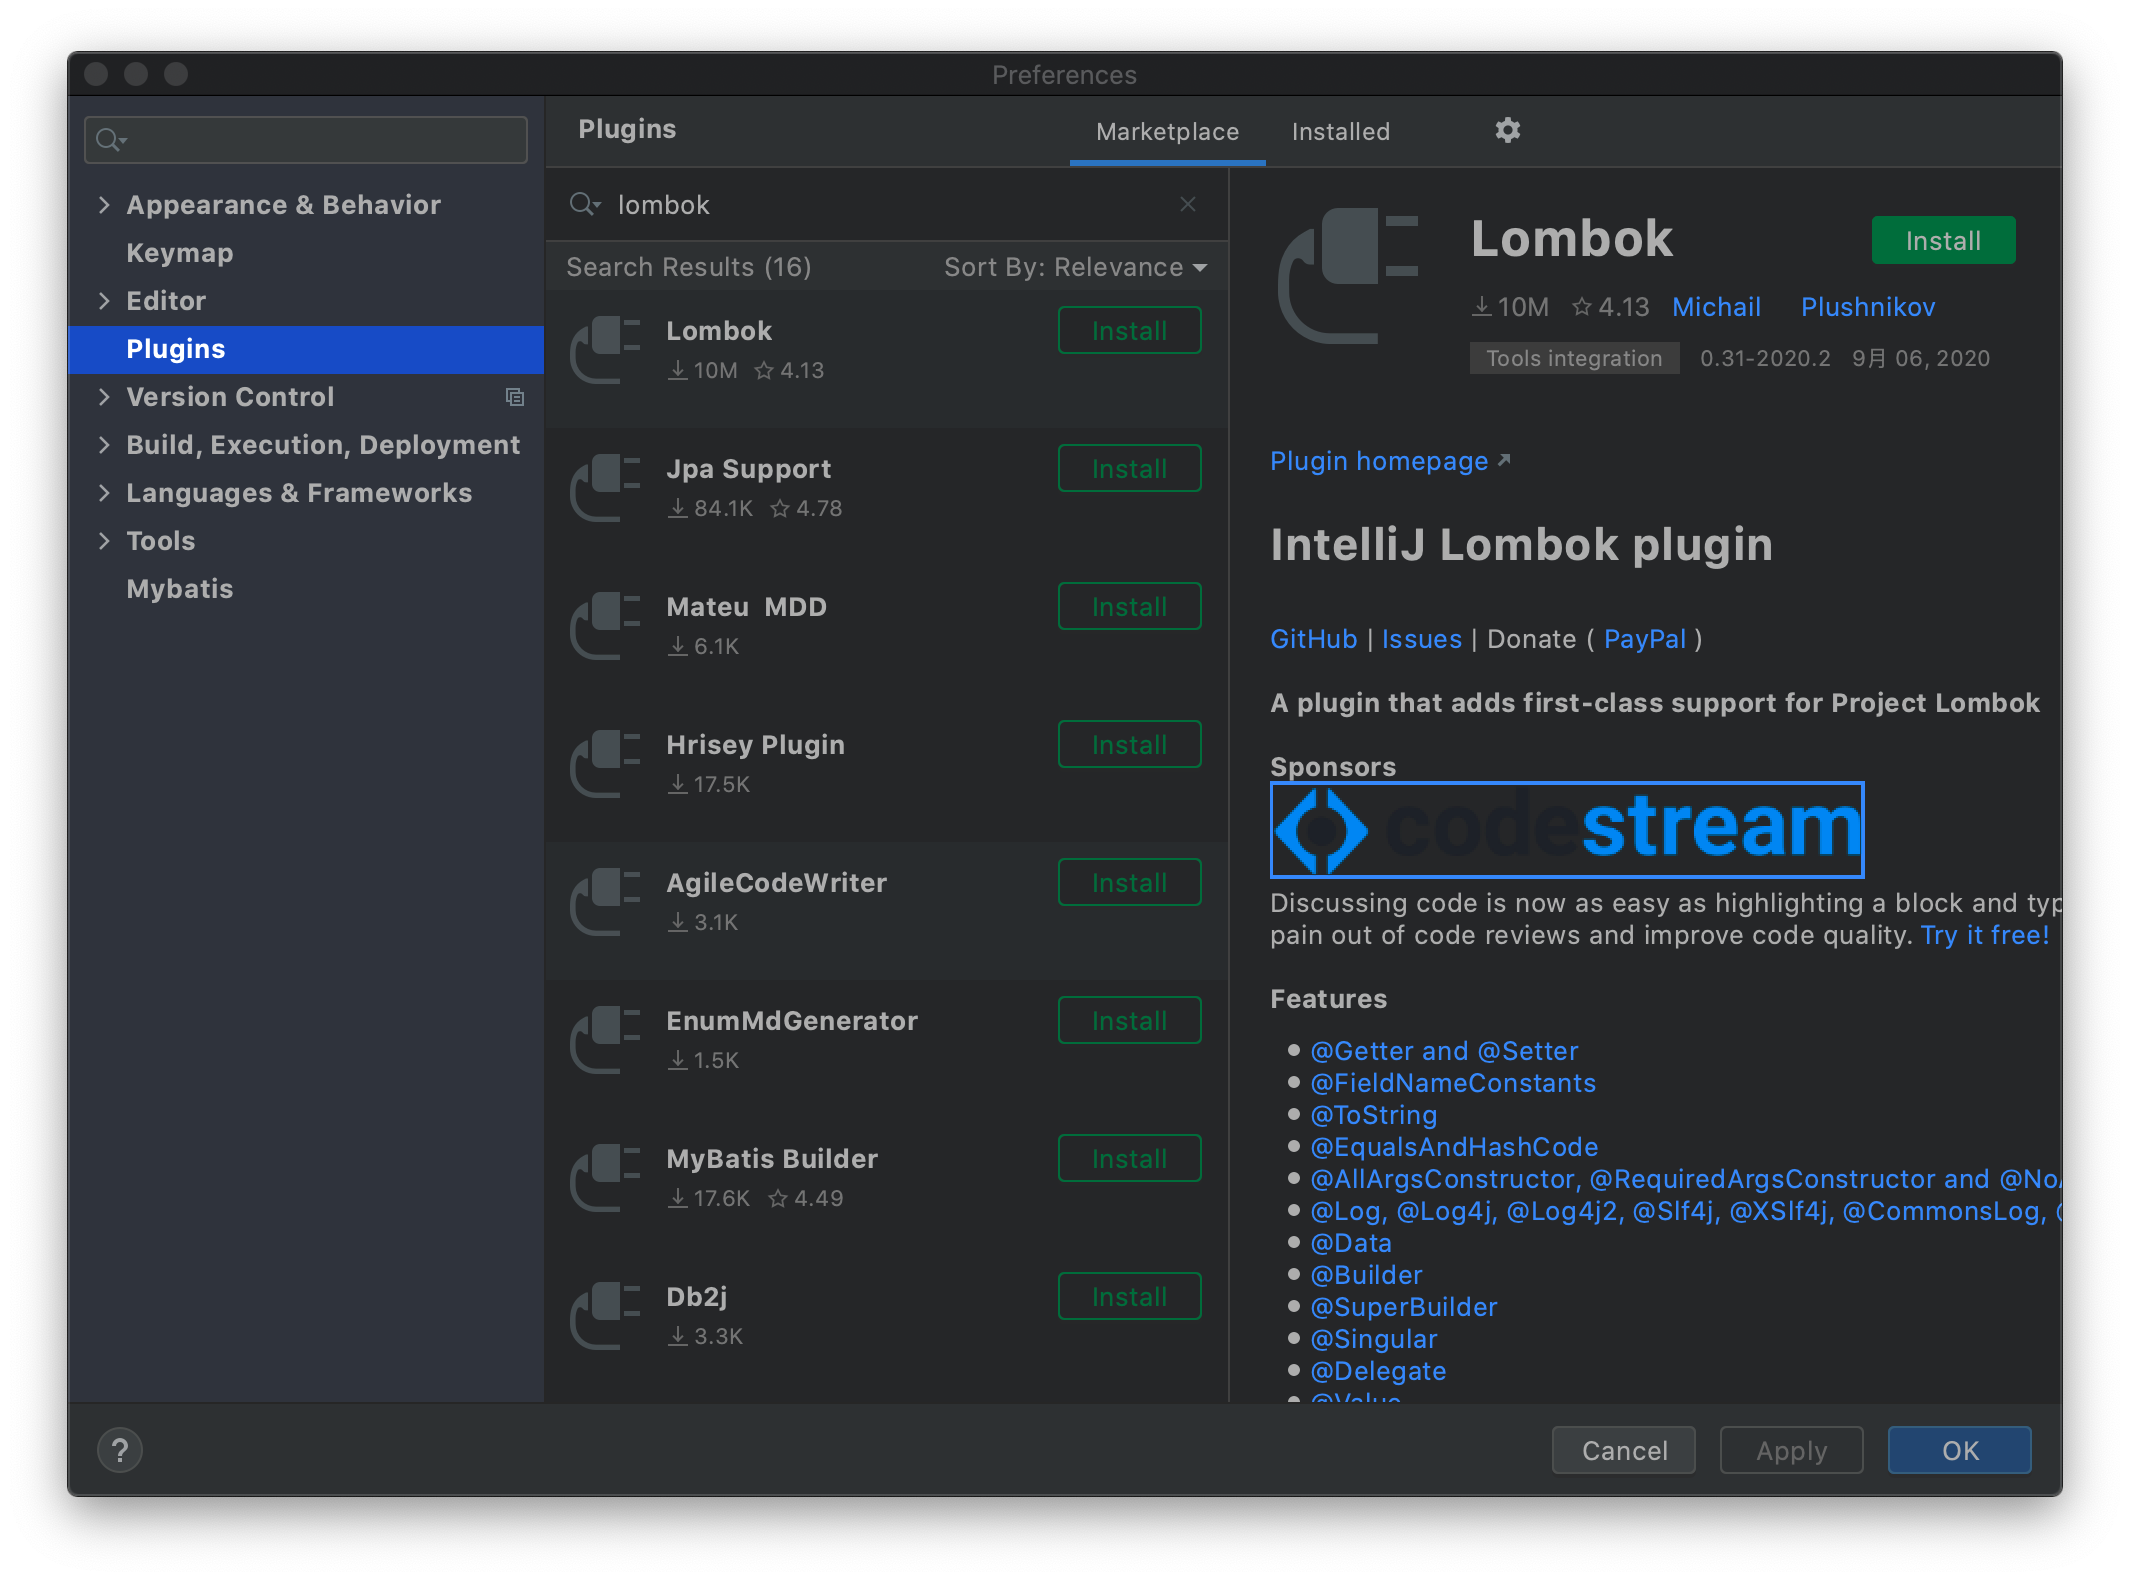 Preferences
Plugins
Marketplace
Installed
Appearance & Behavior
Keymap
Editor
Plugins
Version Control
Build, Execution, Deployment
Languages & Frameworks
Tools
Mybatis
lombok
Search Results (16)
Sort By: Relevance
Lombok
10M 4.13
Install
Jpa Support
84.1K 4.78
Install
Mateu MDD
6.1K
Install
Hrisey Plugin
17.5K
Install
AgileCodeWriter
3.1K
Install
EnumMdGenerator
1.5K
Install
MyBatis Builder
17.6K 4.49
Install
Db2j
3.3K
Install
Lombok
Install
10M 4.13 Michail Plushnikov
Tools integration 0.31-2020.2 9月 06, 2020
Plugin homepage
IntelliJ Lombok plugin
GitHub | Issues | Donate ( PayPal )
A plugin that adds first-class support for Project Lombok
Sponsors
codestream
Discussing code is now as easy as highlighting a block and typ
pain out of code reviews and improve code quality. Try it free!
Features
@Getter and @Setter
@FieldNameConstants
@ToString
@EqualsAndHashCode
@AllArgsConstructor, @RequiredArgsConstructor and @NoA
@Log, @Log4j, @Log4j2, @Slf4j, @XSlf4j, @CommonsLog, @
@Data
@Builder
@SuperBuilder
@Singular
@Delegate
@Value
?
Cancel
Apply
OK